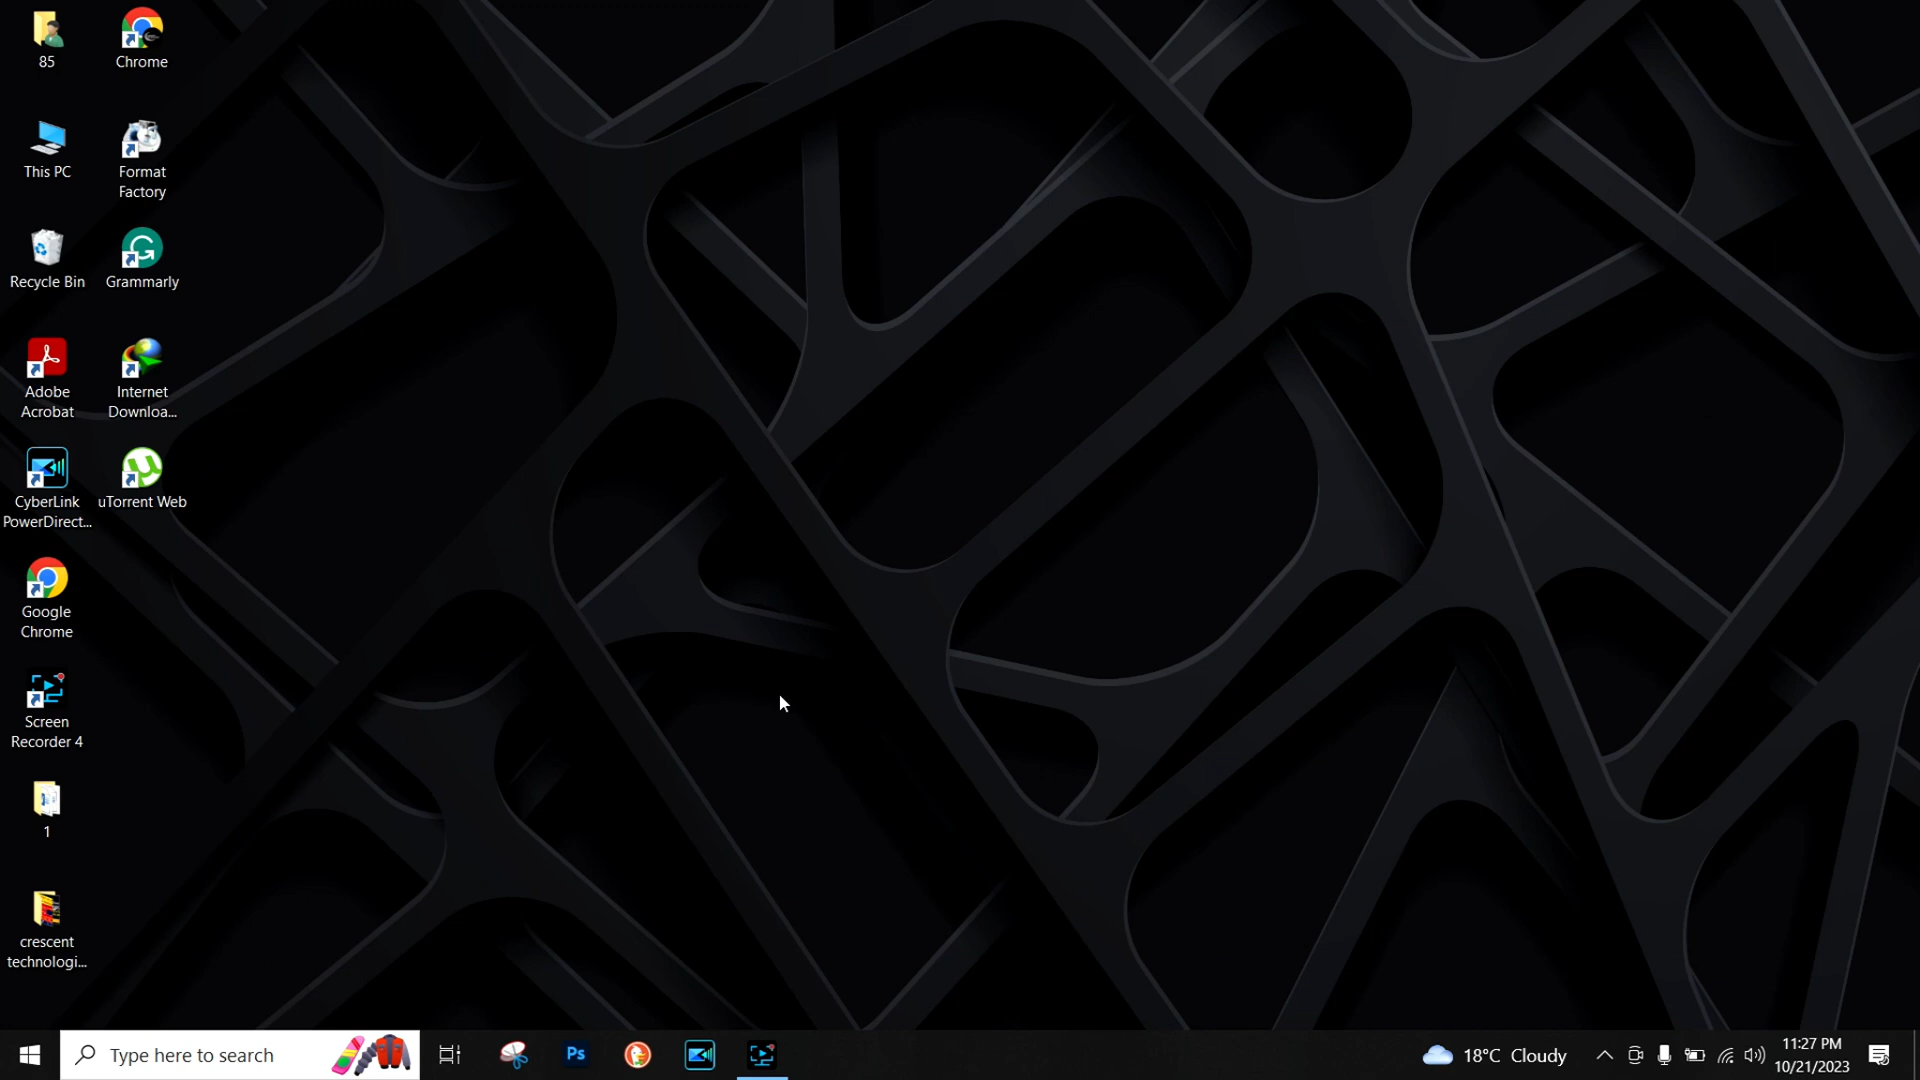 85
Chrome
This PC
Format
Factory
Recycle Bin
Grammarly
Adobe
Acrobat
Internet
Downloa...
CyberLink
PowerDirect...
uTorrent Web
Google
Chrome
Screen
Recorder 4
1
crescent
technologi...
Type here to search
Ps
18°C Cloudy
11:27 PM
10/21/2023